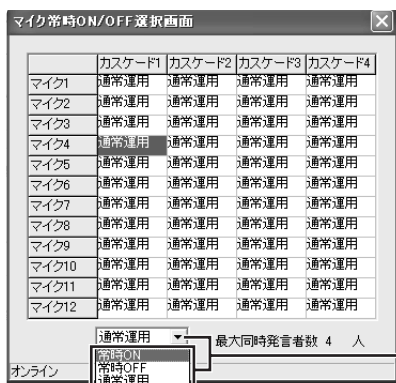 マイク常時ON/OFF選択画面
カスケード1 カスケード2 カスケード3 カスケード4
マイク1 通常運用 通常運用 通常運用 通常運用
マイク2 通常運用 通常運用 通常運用 通常運用
マイク3 通常運用 通常運用 通常運用 通常運用
マイク4 通常運用 通常運用 通常運用 通常運用
マイク5 通常運用 通常運用 通常運用 通常運用
マイク6 通常運用 通常運用 通常運用 通常運用
マイク7 通常運用 通常運用 通常運用 通常運用
マイク8 通常運用 通常運用 通常運用 通常運用
マイク9 通常運用 通常運用 通常運用 通常運用
マイク10 通常運用 通常運用 通常運用 通常運用
マイク11 通常運用 通常運用 通常運用 通常運用
マイク12 通常運用 通常運用 通常運用 通常運用
通常運用 最大同時発言者数 4 人
常時ON
常時OFF
通常運用
オンライン